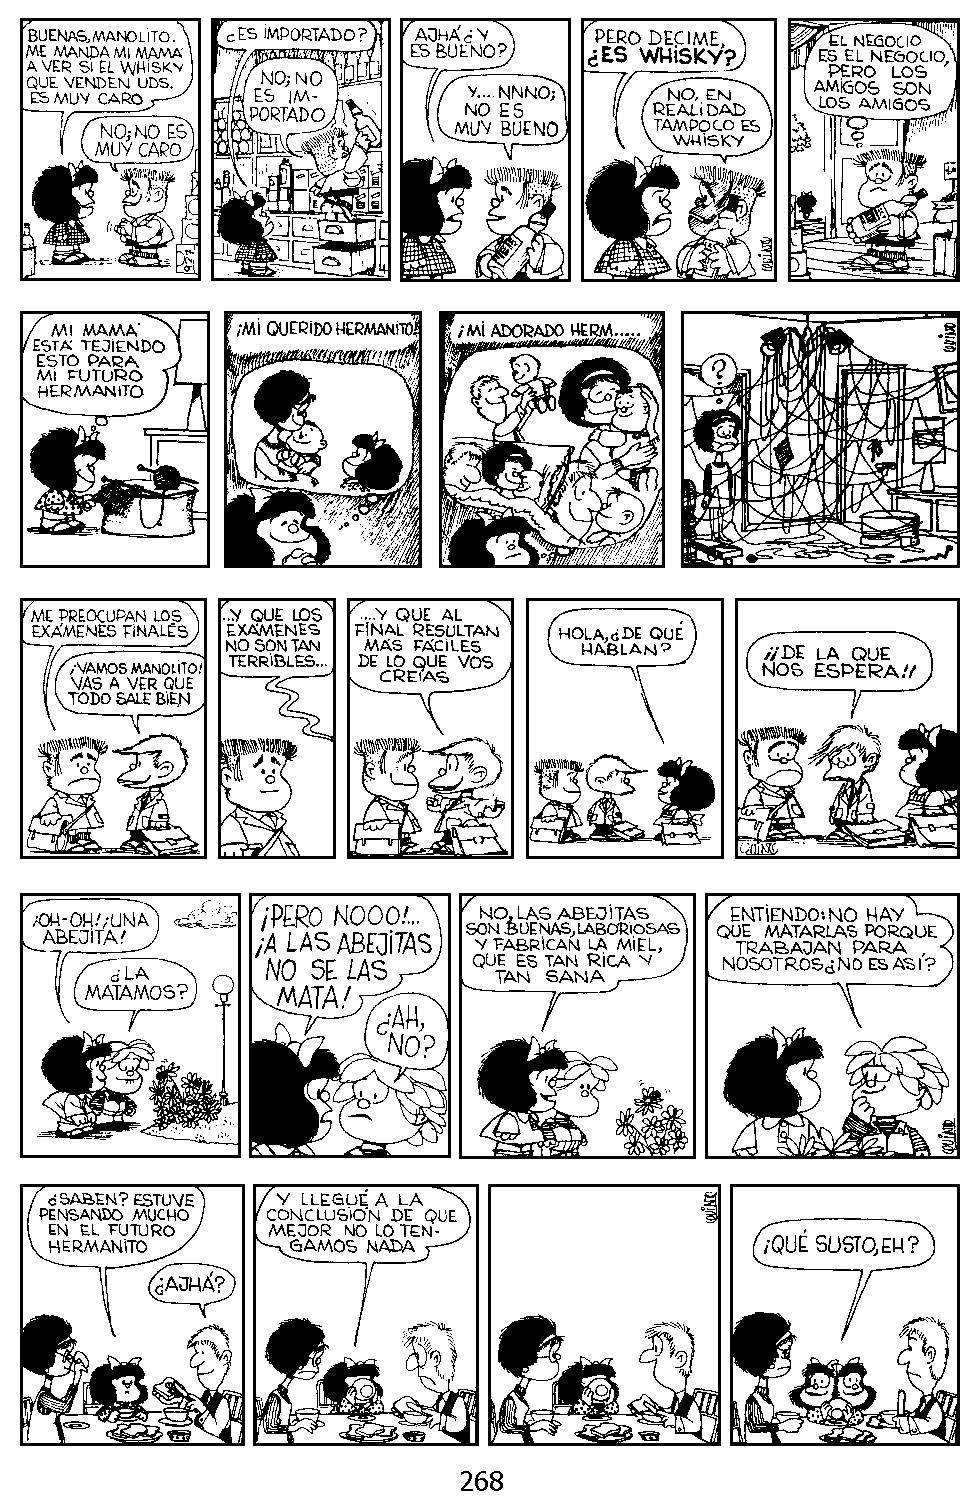 BUENAS, MANOLITO.
ME MANDA MI MAMÁ
A VER SI EL WHISKY
QUE VENDEN UDS.
ES MUY CARO
NO; NO ES
MUY CARO
¿ES IMPORTADO?
NO; NO
ES IM-
PORTADO
AJHÁ ¿Y
ES BUENO?
Y... NNNO;
NO ES
MUY BUENO
PERO DECIME,
¿ES WHISKY?
NO. EN
REALIDAD
TAMPOCO ES
WHISKY
QUINO
EL NEGOCIO
ES EL NEGOCIO,
PERO LOS
AMIGOS SON
LOS AMIGOS
MI MAMÁ
ESTÁ TEJIENDO
ESTO PARA
MI FUTURO
HERMANITO
¡MI QUERIDO HERMANITO!
¡MI ADORADO HERM.....
?
QUINO
ME PREOCUPAN LOS
EXÁMENES FINALES
¡VAMOS MANOLITO!
VAS A VER QUE
TODO SALE BIEN
...Y QUE LOS
EXÁMENES
NO SON TAN
TERRIBLES...
....Y QUE AL
FINAL RESULTAN
MÁS FÁCILES
DE LO QUE VOS
CREÍAS
HOLA, ¿DE QUÉ
HABLAN?
¡¡DE LA QUE
NOS ESPERA!!
QUINO
¡OH-OH! ¡UNA
ABEJITA!
¿LA
MATAMOS?
¡PERO NOOO!...
¡A LAS ABEJITAS
NO SE LAS
MATA!
¿AH,
NO?
NO, LAS ABEJITAS
SON BUENAS, LABORIOSAS
Y FABRICAN LA MIEL,
QUE ES TAN RICA Y
TAN SANA
ENTIENDO: NO HAY
QUE MATARLAS PORQUE
TRABAJAN PARA
NOSOTROS ¿NO ES ASÍ?
QUINO
¿SABEN? ESTUVE
PENSANDO MUCHO
EN EL FUTURO
HERMANITO
¿AJHÁ?
Y LLEGUÉ A LA
CONCLUSIÓN DE QUE
MEJOR NO LO TEN-
GAMOS NADA
QUINO
¡QUÉ SUSTO, EH?
268